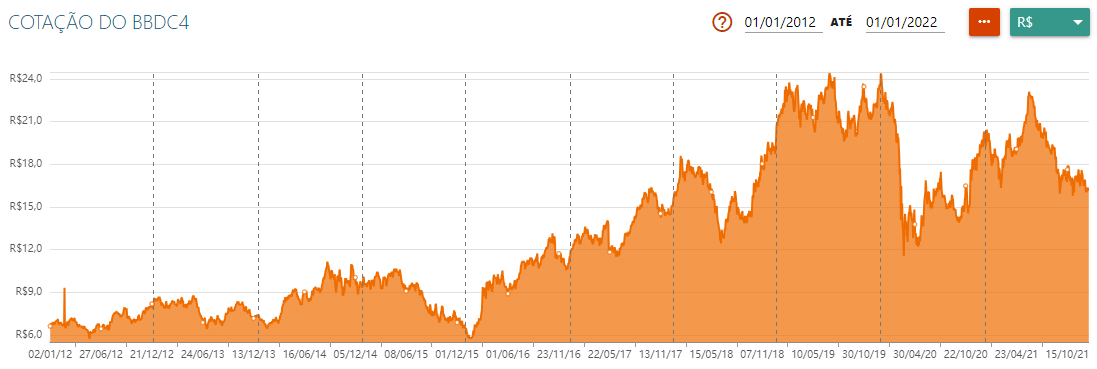 COTAÇÃO DO BBDC4
? 01/01/2012 ATÉ 01/01/2022 ... R$
R$24,0
R$21,0
R$18,0
R$15,0
R$12,0
R$9,0
R$6,0
02/01/12 27/06/12 21/12/12 24/06/13 13/12/13 16/06/14 05/12/14 08/06/15 01/12/15 01/06/16 23/11/16 22/05/17 13/11/17 15/05/18 07/11/18 10/05/19 30/10/19 30/04/20 22/10/20 23/04/21 15/10/21